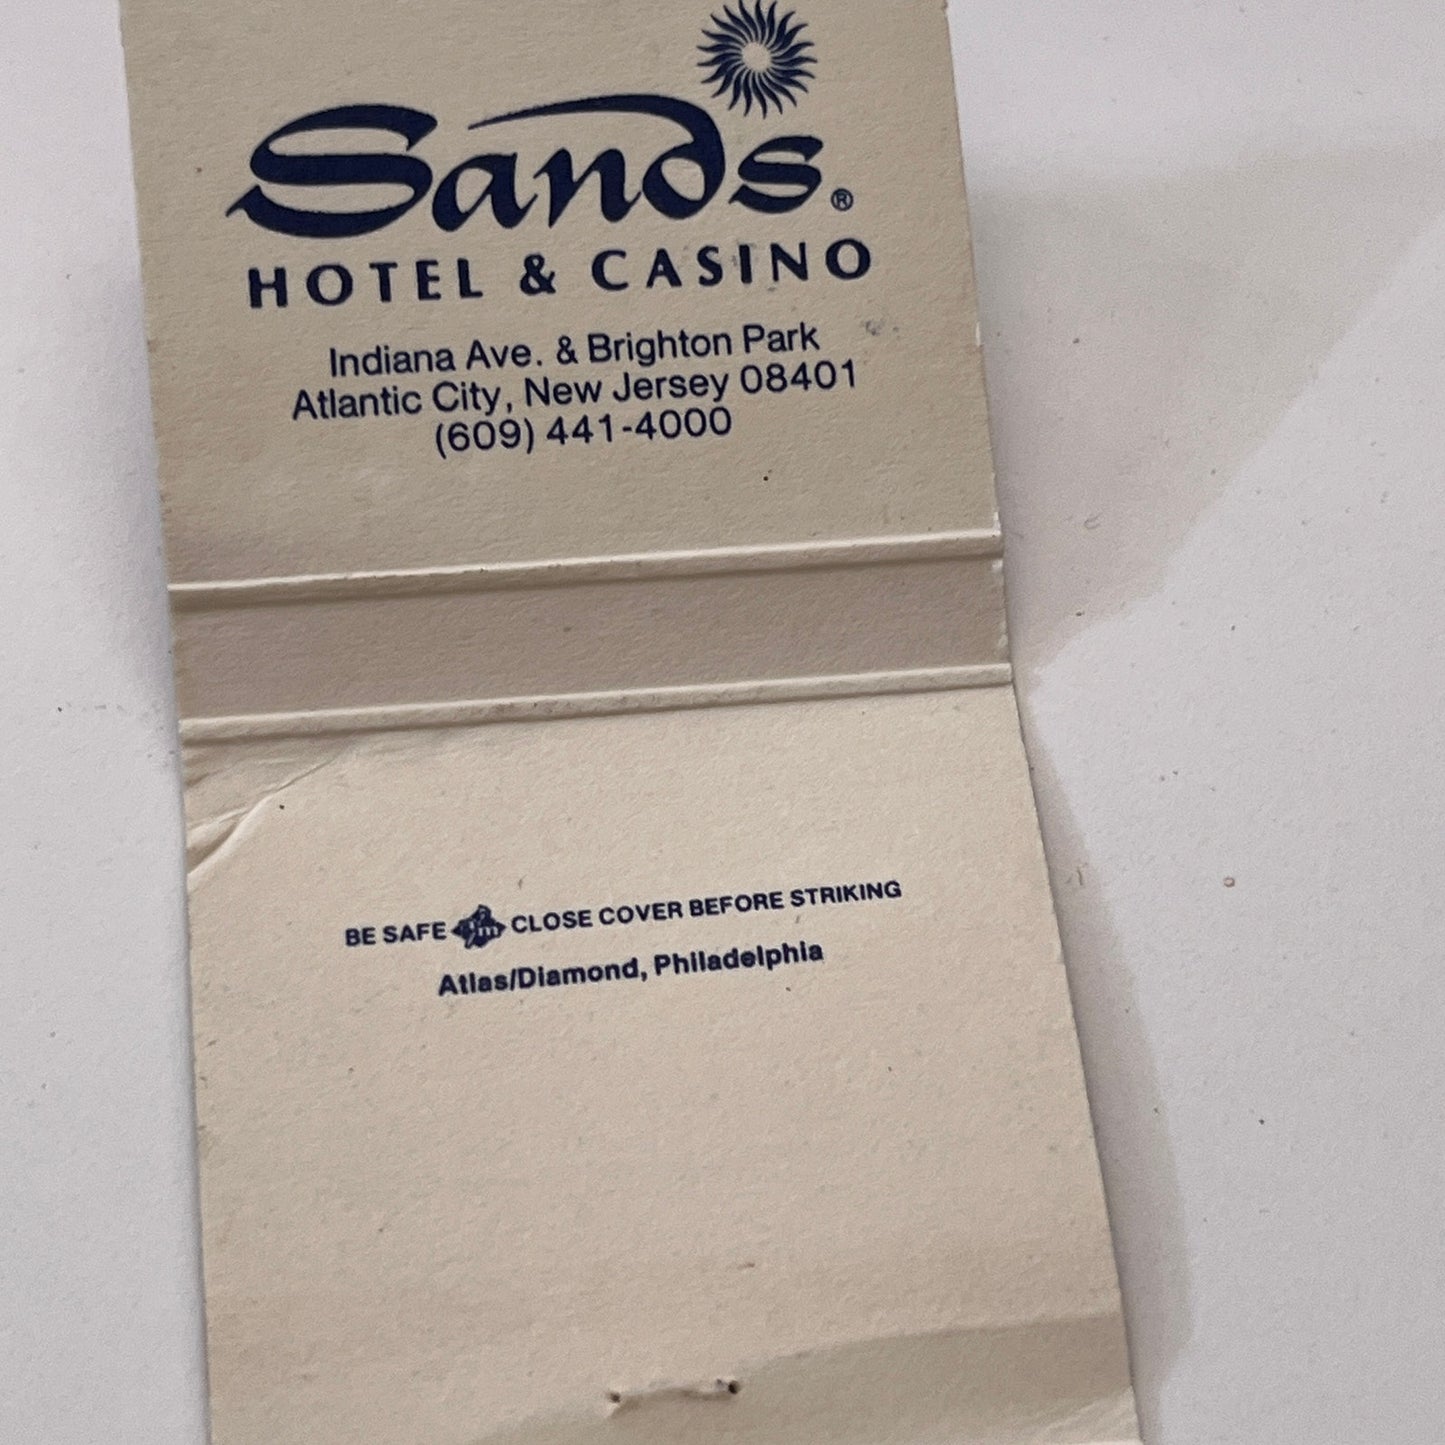 Sands®
HOTEL & CASINO
Indiana Ave. & Brighton Park
Atlantic City, New Jersey 08401
(609) 441-4000
BE SAFE CLOSE COVER BEFORE STRIKING
Atlas/Diamond, Philadelphia